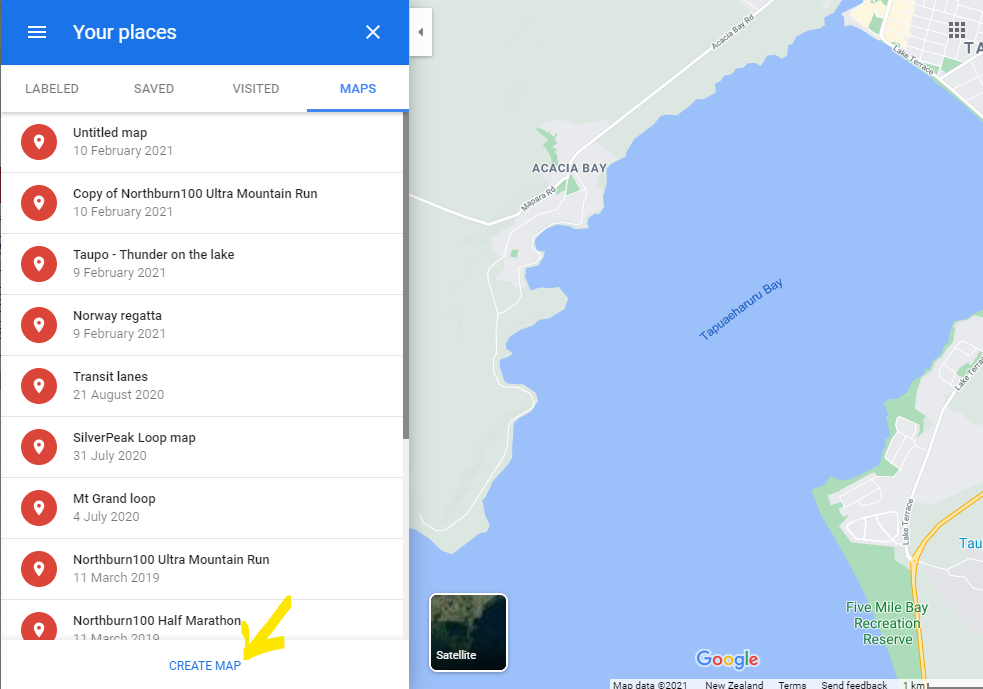 Your places
LABELED
SAVED
VISITED
MAPS
Untitled map
10 February 2021
Copy of Northburn100 Ultra Mountain Run
10 February 2021
Taupo - Thunder on the lake
9 February 2021
Norway regatta
9 February 2021
Transit lanes
21 August 2020
SilverPeak Loop map
31 July 2020
Mt Grand loop
4 July 2020
Northburn100 Ultra Mountain Run
11 March 2019
Northburn100 Half Marathon
11 March 2019
CREATE MAP
Acacia Bay Rd
Lake Terrace
TA
ACACIA BAY
Mapara Rd
Tapuaeharuru Bay
Lake Terra
Lake Terrace
Tau
Five Mile Bay
Recreation
Reserve
Satellite
Google
Map data ©2021
New Zealand
Terms
Send feedback
1 km